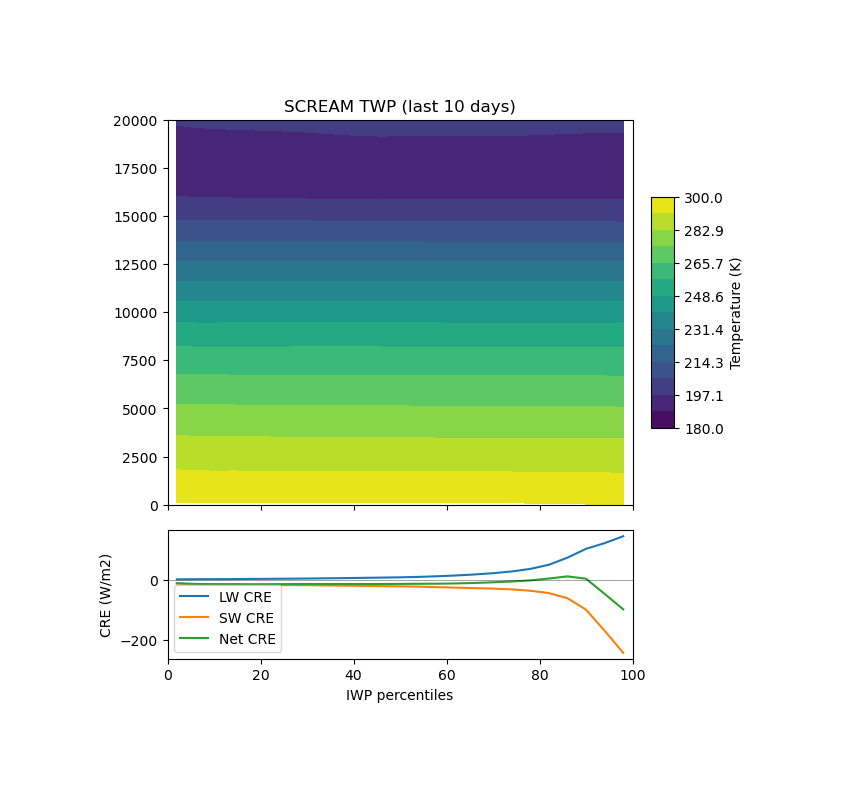 SCREAM TWP (last 10 days)
20000
17500
15000
12500
10000
7500
5000
2500
0
300.0
282.9
265.7
248.6
231.4
214.3
197.1
180.0
Temperature (K)
CRE (W/m2)
0
−200
LW CRE
SW CRE
Net CRE
0 20 40 60 80 100
IWP percentiles